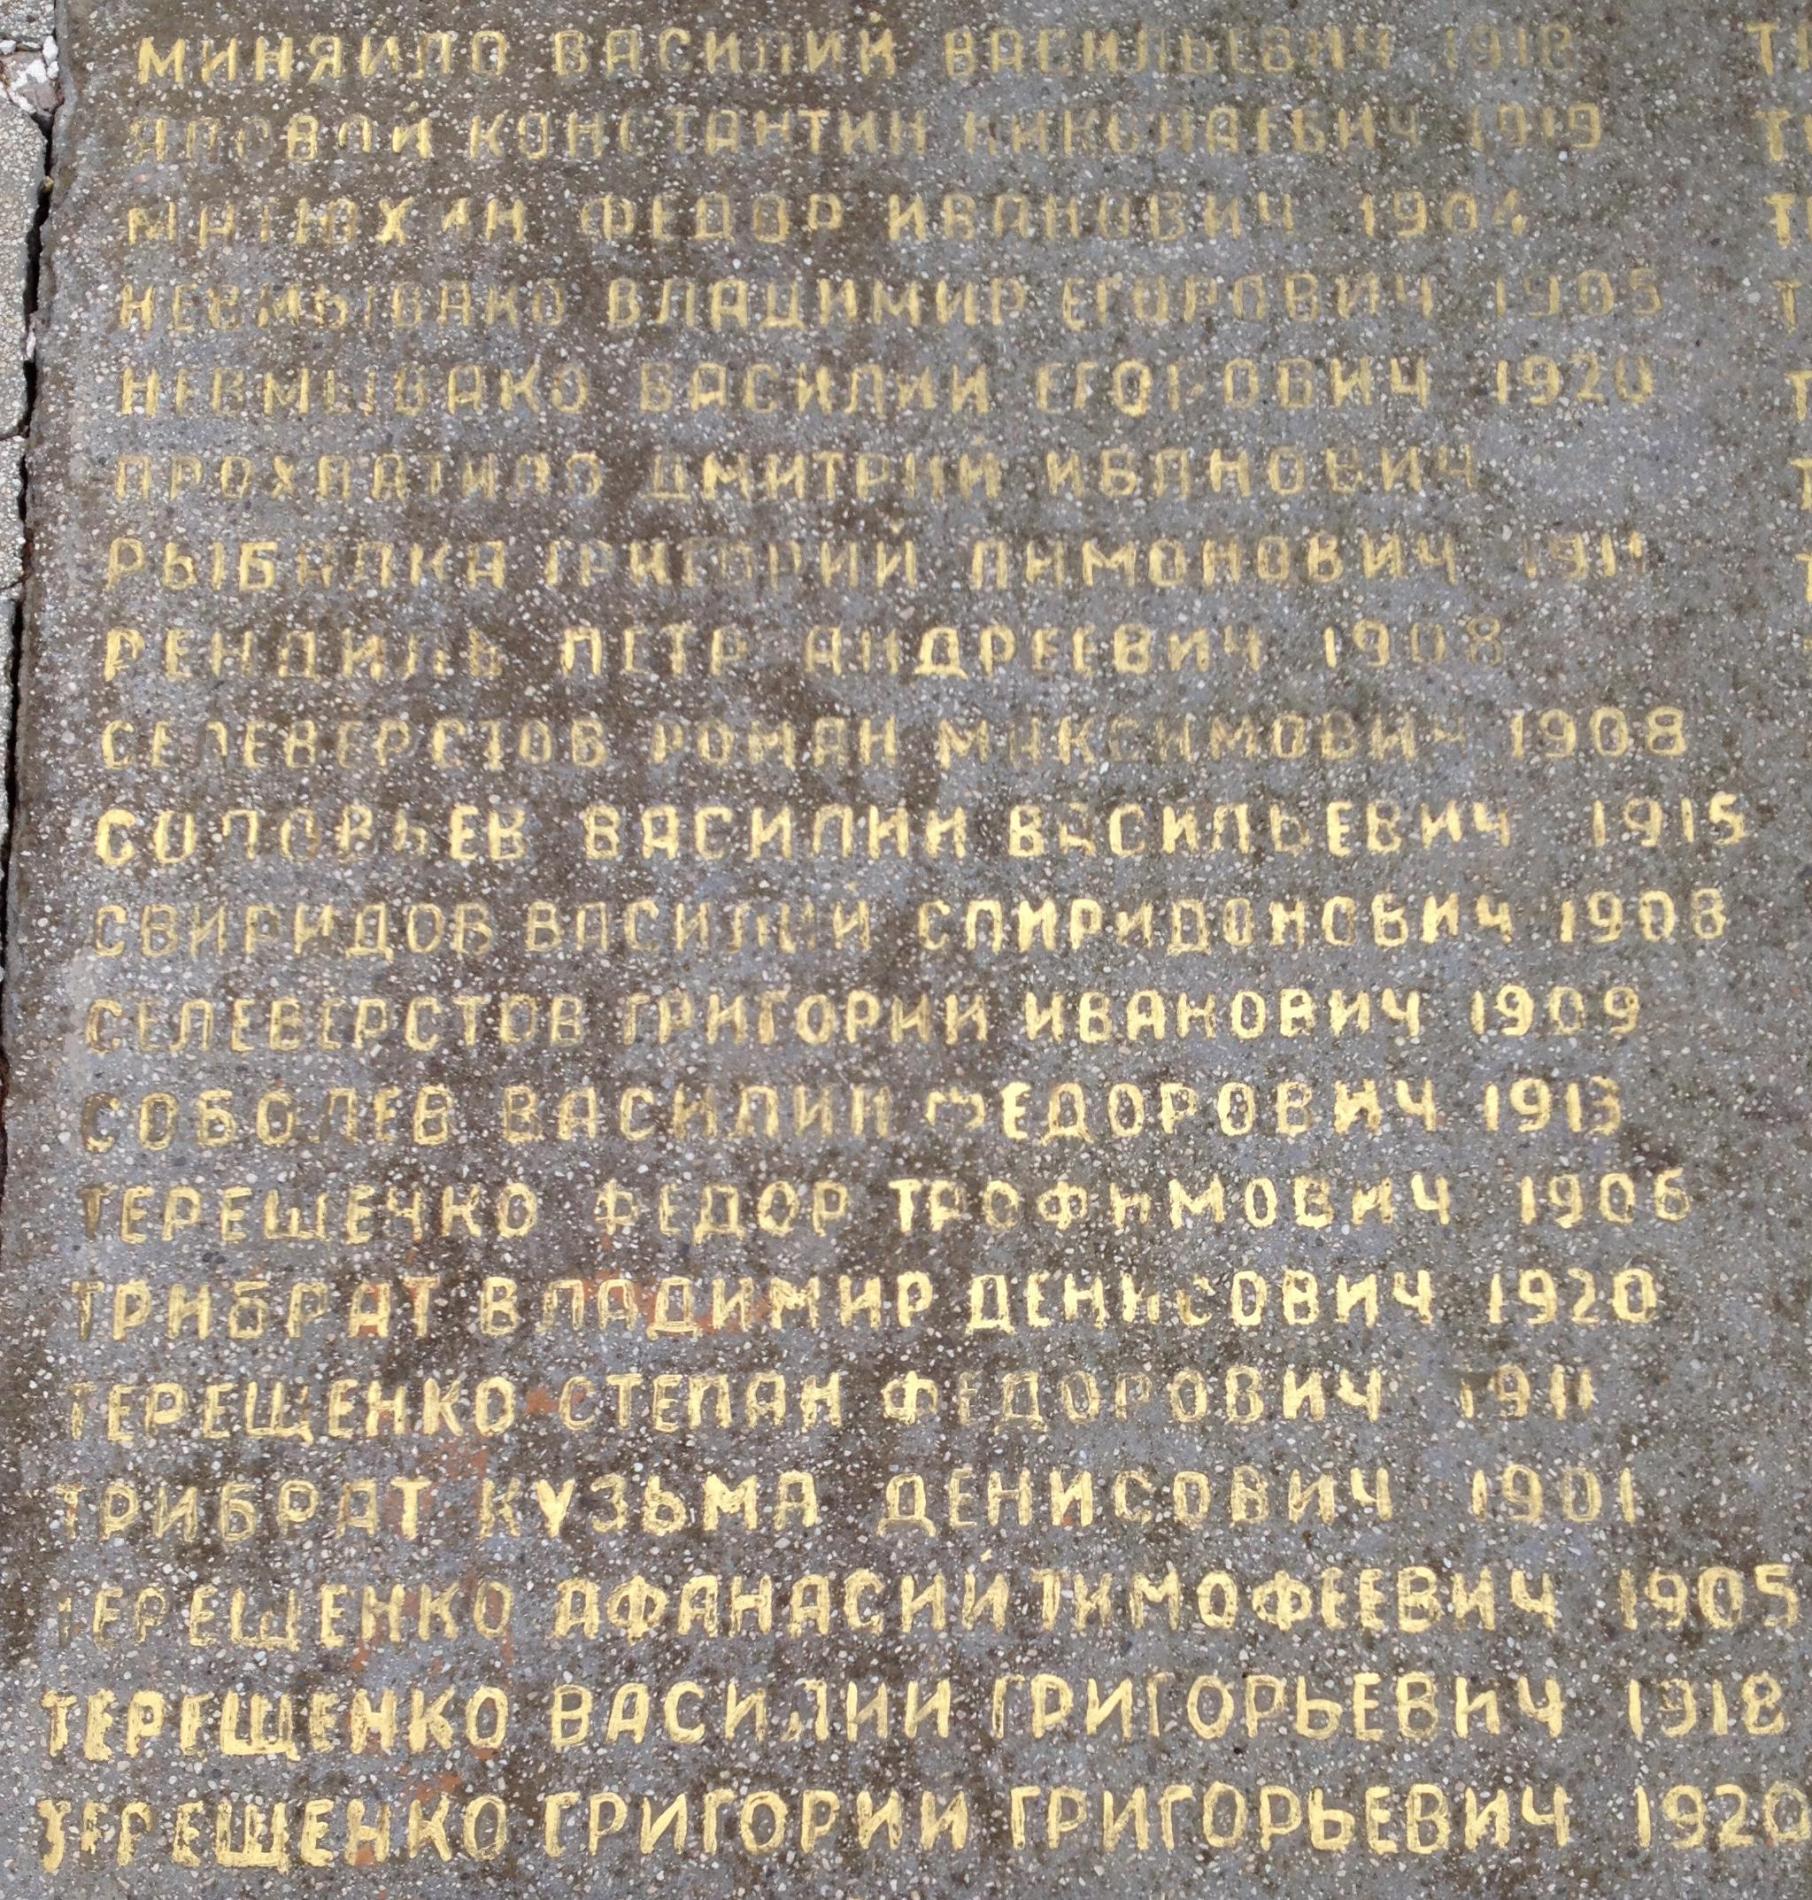 МИНЯЙЛО ВАСИЛИЙ ВАСИЛЬЕВИЧ 1918
ЯРОВОЙ КОНСТАНТИН НИКОЛАЕВИЧ 1919
МАТЮХИН ФЕДОР ИВАНОВИЧ 1904
НЕВМЫВАКО ВЛАДИМИР ЕГОРОВИЧ 1905
НЕВМЫВАКО ВАСИЛИЙ ЕГОРОВИЧ 1920
ПРОХПАТИЛО ДМИТРИЙ ИВАНОВИЧ
РЫБАЛКА ГРИГОРИЙ ЛИМОНОВИЧ 1911
РЕНДИЛЬ ПЕТР АНДРЕЕВИЧ 1908
СЕЛЕВЕРСТОВ РОМАН МАКСИМОВИЧ 1908
СОЛОВЬЕВ ВАСИЛИЙ ВАСИЛЬЕВИЧ 1915
СВИРИДОВ ВАСИЛИЙ СПИРИДОНОВИЧ 1908
СЕЛЕВЕРСТОВ ГРИГОРИЙ ИВАНОВИЧ 1909
СОБОЛЕВ ВАСИЛИЙ ФЕДОРОВИЧ 1913
ТЕРЕЩЕНКО ФЕДОР ТРОФИМОВИЧ 1906
ТРИБРАТ ВЛАДИМИР ДЕНИСОВИЧ 1920
ТЕРЕЩЕНКО СТЕПАН ФЕДОРОВИЧ 1911
ТРИБРАТ КУЗЬМА ДЕНИСОВИЧ 1901
ТЕРЕЩЕНКО АФАНАСИЙ ТИМОФЕЕВИЧ 1905
ТЕРЕЩЕНКО ВАСИЛИЙ ГРИГОРЬЕВИЧ 1918
ТЕРЕЩЕНКО ГРИГОРИЙ ГРИГОРЬЕВИЧ 1920